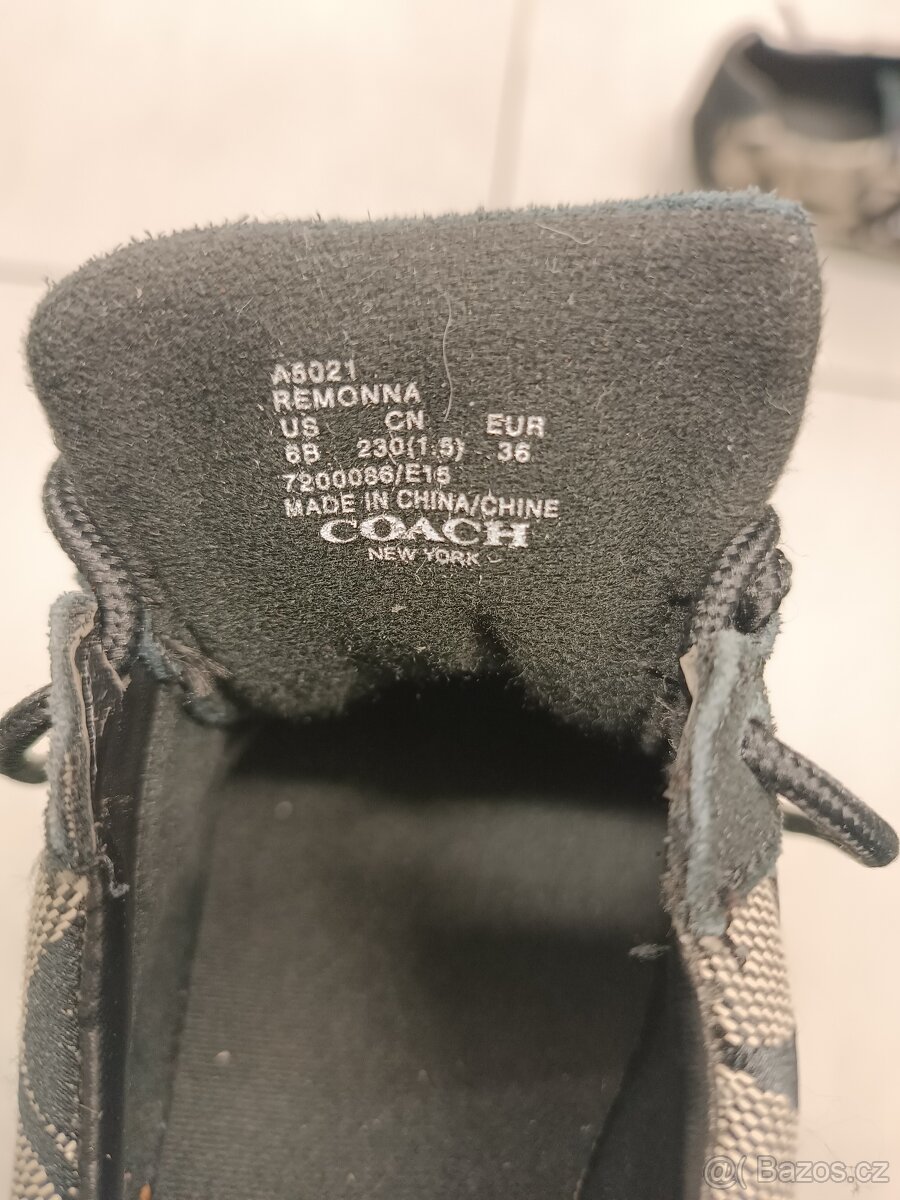 A5021
REMONNA
US CN EUR
6B 230(1.5) 36
7200086/E15
MADE IN CHINA/CHINE
COACH
NEW YORK
@( Bazos.cz